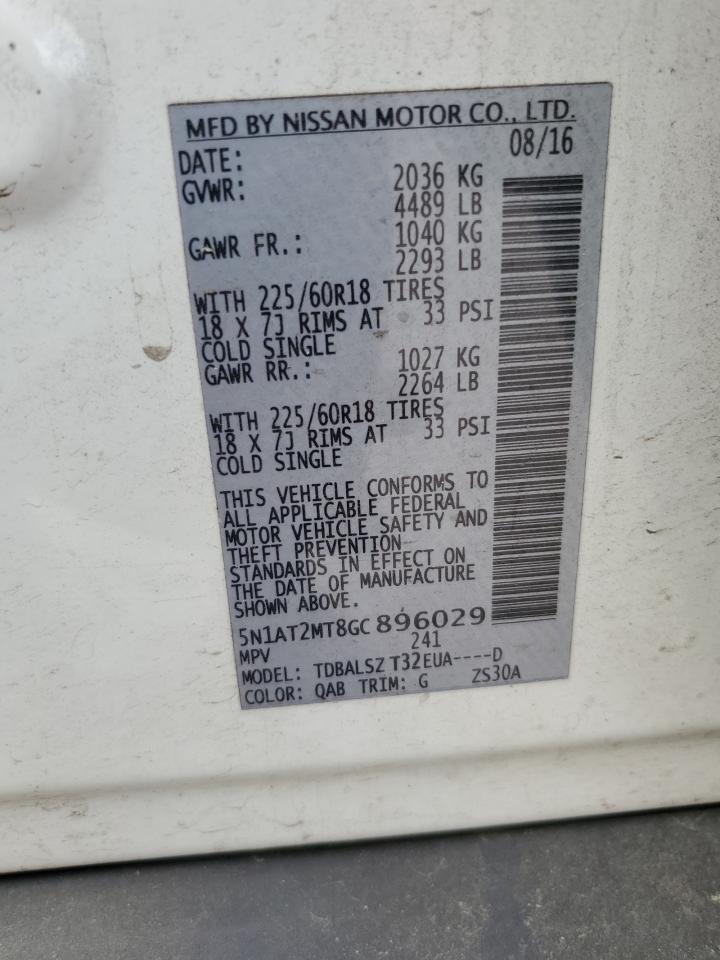 MFD BY NISSAN MOTOR CO., LTD.
DATE: 08/16
GVWR: 2036 KG
4489 LB
GAWR FR.: 1040 KG
2293 LB
WITH 225/60R18 TIRES
18 X 7J RIMS AT 33 PSI
COLD SINGLE
GAWR RR.: 1027 KG
2264 LB
WITH 225/60R18 TIRES
18 X 7J RIMS AT 33 PSI
COLD SINGLE
THIS VEHICLE CONFORMS TO
ALL APPLICABLE FEDERAL
MOTOR VEHICLE SAFETY AND
THEFT PREVENTION
STANDARDS IN EFFECT ON
THE DATE OF MANUFACTURE
SHOWN ABOVE.
5N1AT2MT8GC896029
MPV 241
MODEL: TDBALSZ T32EUA----D
COLOR: QAB TRIM: G ZS30A